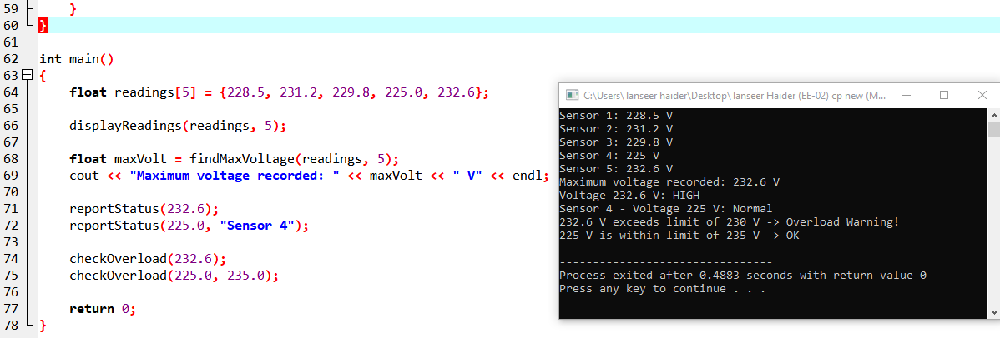 59 }
60 }
61
62 int main()
63 {
64 float readings[5] = {228.5, 231.2, 229.8, 225.0, 232.6};
65
66 displayReadings(readings, 5);
67
68 float maxVolt = findMaxVoltage(readings, 5);
69 cout << "Maximum voltage recorded: " << maxVolt << " V" << endl;
70
71 reportStatus(232.6);
72 reportStatus(225.0, "Sensor 4");
73
74 checkOverload(232.6);
75 checkOverload(225.0, 235.0);
76
77 return 0;
78 }
C:\Users\Tanseer haider\Desktop\Tanseer Haider (EE-02) cp new (M...
Sensor 1: 228.5 V
Sensor 2: 231.2 V
Sensor 3: 229.8 V
Sensor 4: 225 V
Sensor 5: 232.6 V
Maximum voltage recorded: 232.6 V
Voltage 232.6 V: HIGH
Sensor 4 - Voltage 225 V: Normal
232.6 V exceeds limit of 230 V -> Overload Warning!
225 V is within limit of 235 V -> OK
--------------------------------
Process exited after 0.4883 seconds with return value 0
Press any key to continue . . .